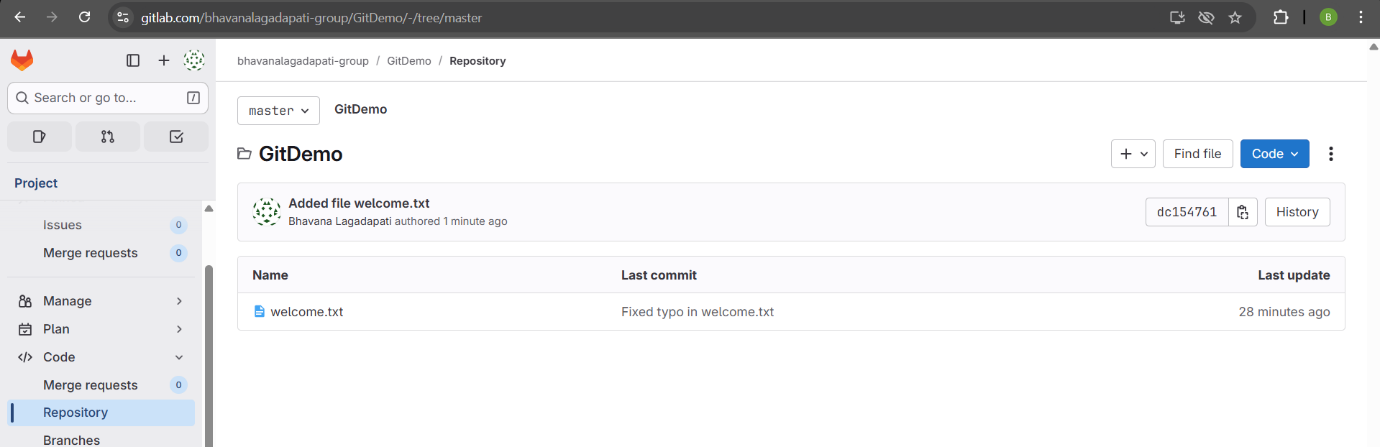 gitlab.com/bhavanalagadapati-group/GitDemo/-/tree/master
B
Search or go to...
/
Project
Issues 0
Merge requests 0
Manage
Plan
Code
Merge requests 0
Repository
Branches
bhavanalagadapati-group / GitDemo / Repository
master GitDemo
GitDemo
+ Find file Code
Added file welcome.txt
Bhavana Lagadapati authored 1 minute ago
dc154761 History
Name Last commit Last update
welcome.txt Fixed typo in welcome.txt 28 minutes ago